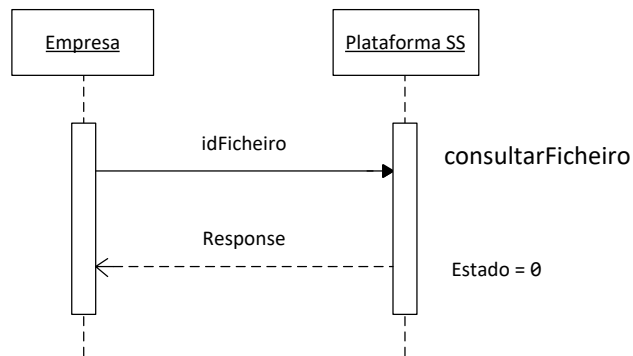 Empresa
Plataforma SS
idFicheiro
consultarFicheiro
Response
Estado = 0